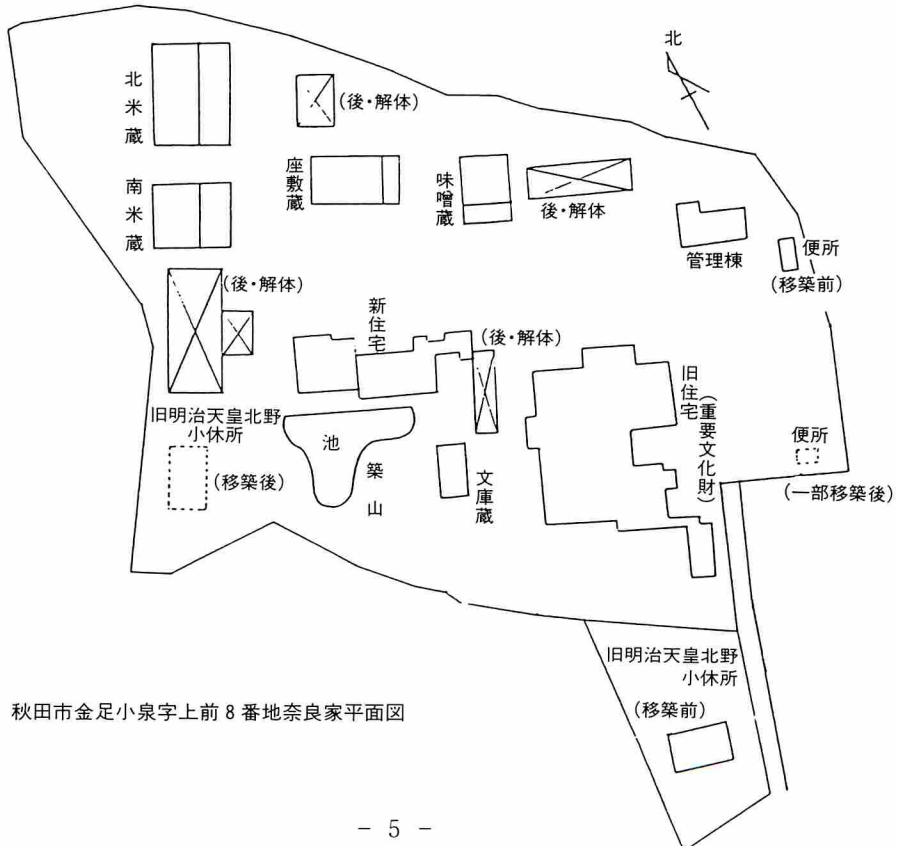 北
北米蔵
(後・解体)
座敷蔵
味噌蔵
後・解体
南米蔵
管理棟
便所
(移築前)
(後・解体)
新住宅
(後・解体)
旧住宅
(重要文化財)
旧明治天皇北野
小休所
(移築後)
池
築山
文庫蔵
便所
(一部移築後)
旧明治天皇北野
小休所
(移築前)
秋田市金足小泉字上前8番地奈良家平面図
- 5 -